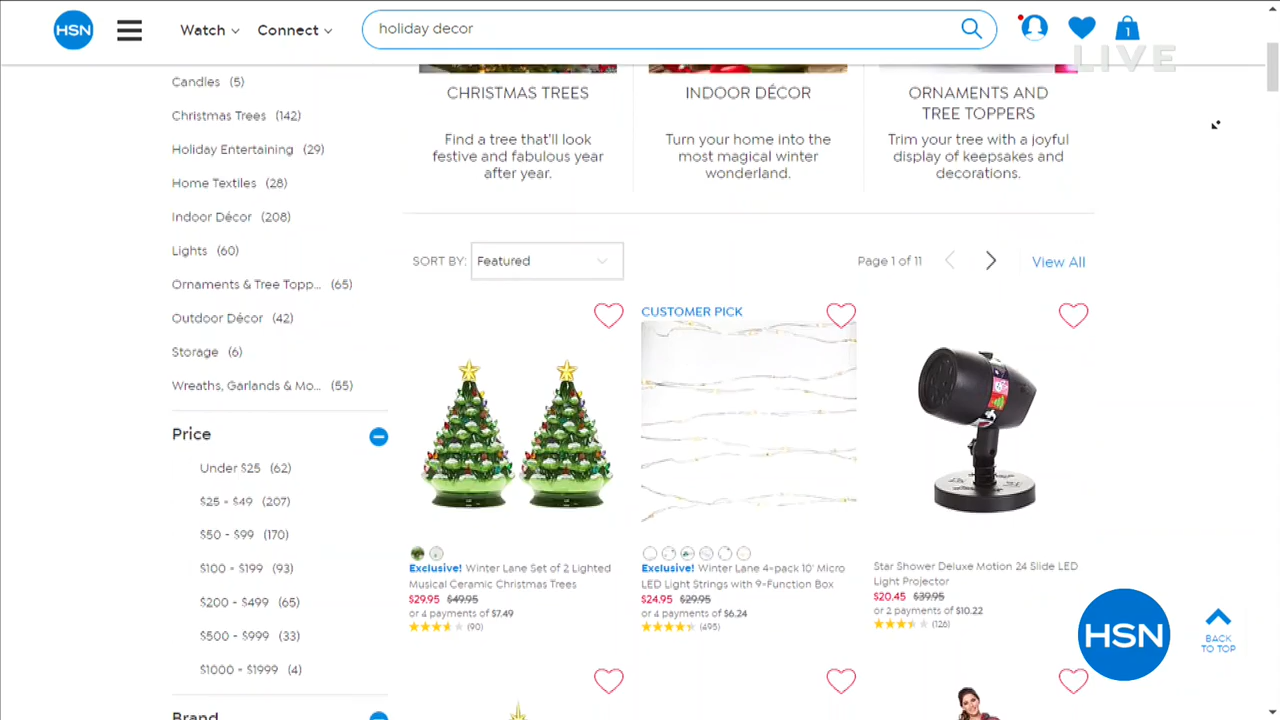 HSN
Watch
Connect
holiday decor
1
LIVE
Candles (5)
Christmas Trees (142)
Holiday Entertaining (29)
Home Textiles (28)
Indoor Décor (208)
Lights (60)
Ornaments & Tree Topp... (65)
Outdoor Décor (42)
Storage (6)
Wreaths, Garlands & Mo... (55)
Price
Under $25 (62)
$25 - $49 (207)
$50 - $99 (170)
$100 - $199 (93)
$200 - $499 (65)
$500 - $999 (33)
$1000 - $1999 (4)
Brand
CHRISTMAS TREES
Find a tree that'll look
festive and fabulous year
after year.
INDOOR DÉCOR
Turn your home into the
most magical winter
wonderland.
ORNAMENTS AND
TREE TOPPERS
Trim your tree with a joyful
display of keepsakes and
decorations.
SORT BY: Featured
Page 1 of 11
View All
Exclusive! Winter Lane Set of 2 Lighted
Musical Ceramic Christmas Trees
$29.95 $49.95
or 4 payments of $7.49
(90)
CUSTOMER PICK
Exclusive! Winter Lane 4-pack 10' Micro
LED Light Strings with 9-Function Box
$24.95 $29.95
or 4 payments of $6.24
(495)
Star Shower Deluxe Motion 24 Slide LED
Light Projector
$20.45 $39.95
or 2 payments of $10.22
(126)
HSN
BACK
TO TOP